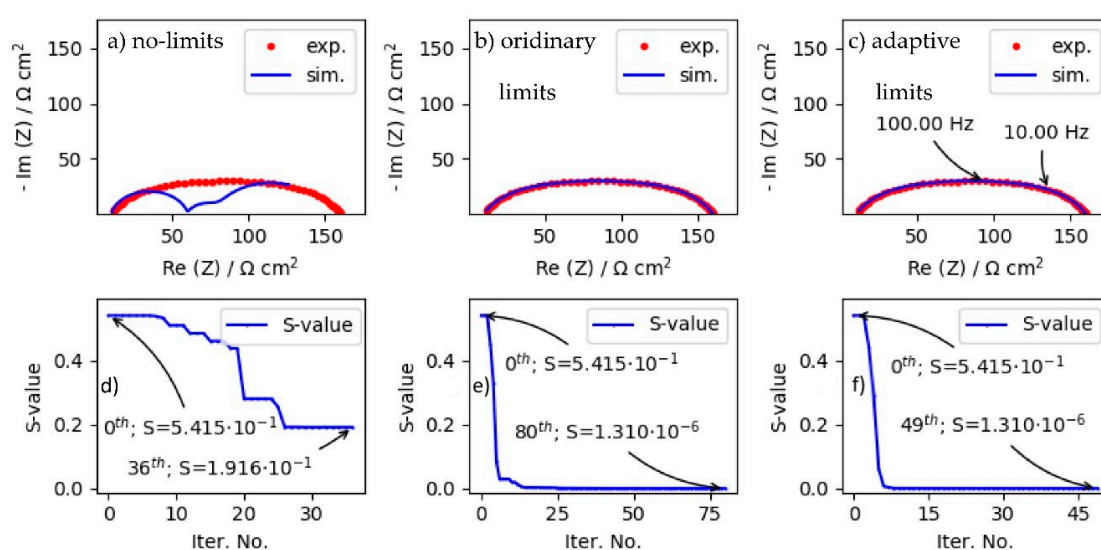 a) no-limits
exp.
sim.
150
100
50
- Im (Z) / Ω cm²
50
100
150
Re (Z) / Ω cm²
b) oridinary
limits
exp.
sim.
150
100
50
- Im (Z) / Ω cm²
50
100
150
Re (Z) / Ω cm²
c) adaptive
limits
exp.
sim.
100.00 Hz
10.00 Hz
150
100
50
- Im (Z) / Ω cm²
50
100
150
Re (Z) / Ω cm²
S-value
d)
0th; S=5.415·10⁻¹
36th; S=1.916·10⁻¹
0.4
0.2
0.0
S-value
0
10
20
30
Iter. No.
S-value
e)
0th; S=5.415·10⁻¹
80th; S=1.310·10⁻⁶
0.4
0.2
0.0
S-value
0
25
50
75
Iter. No.
S-value
f)
0th; S=5.415·10⁻¹
49th; S=1.310·10⁻⁶
0.4
0.2
0.0
S-value
0
15
30
45
Iter. No.